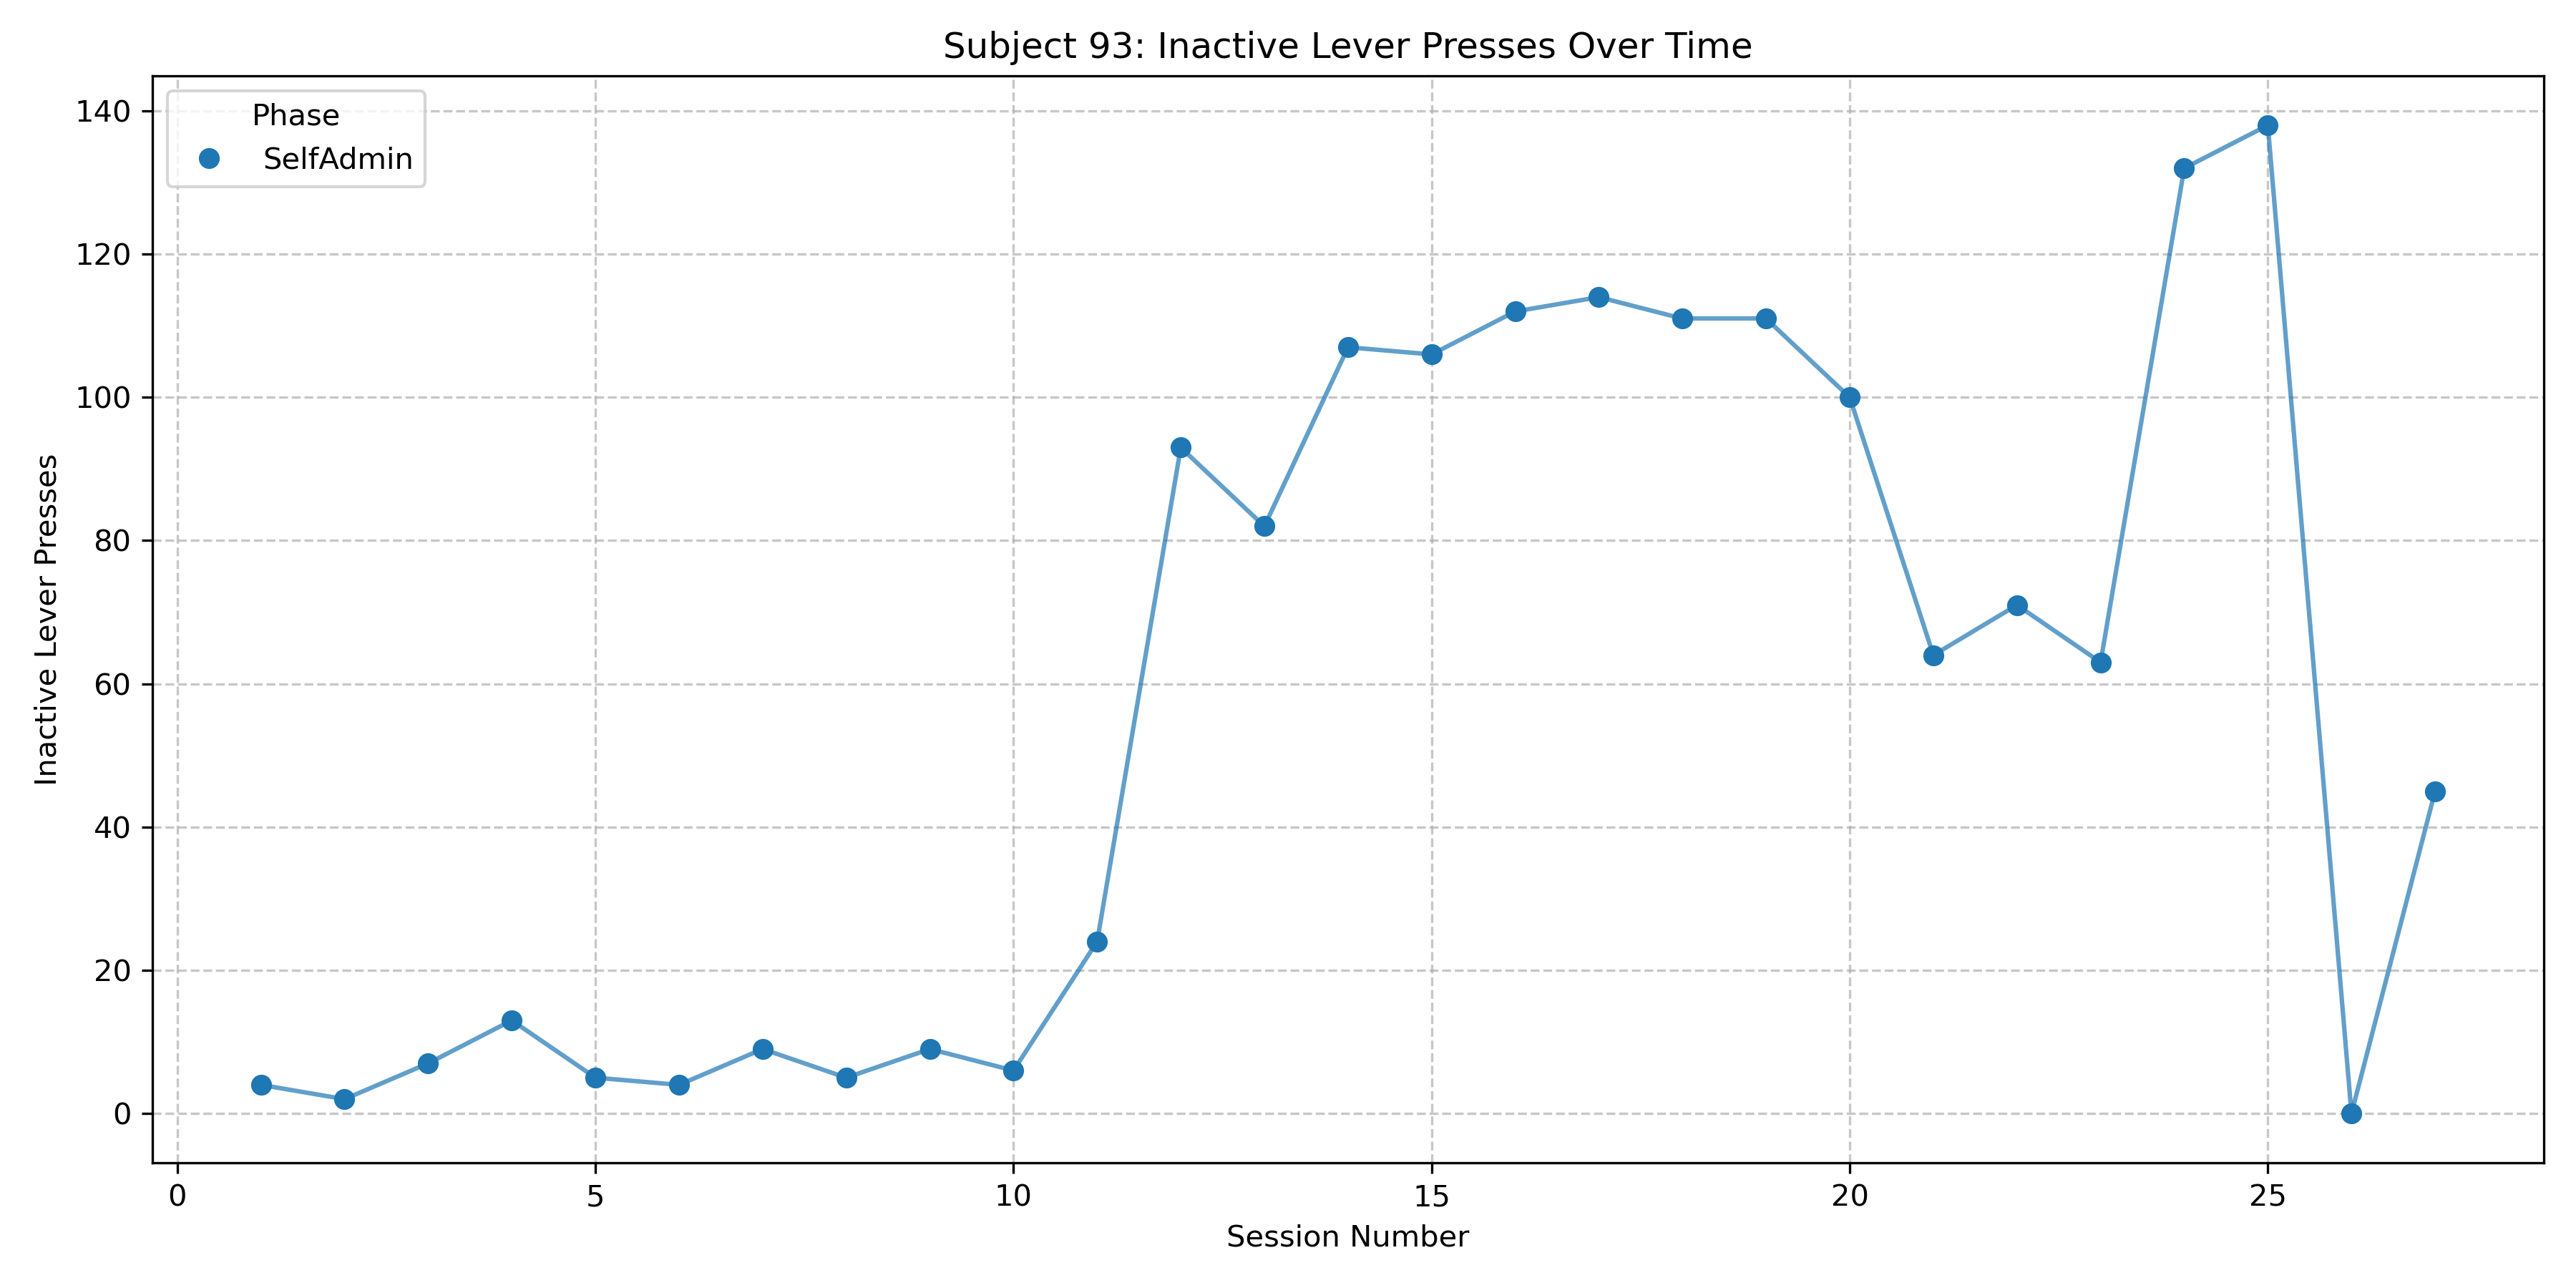 Subject 93: Inactive Lever Presses Over Time
Phase
SelfAdmin
140
120
100
80
60
40
20
0
Inactive Lever Presses
0 5 10 15 20 25
Session Number